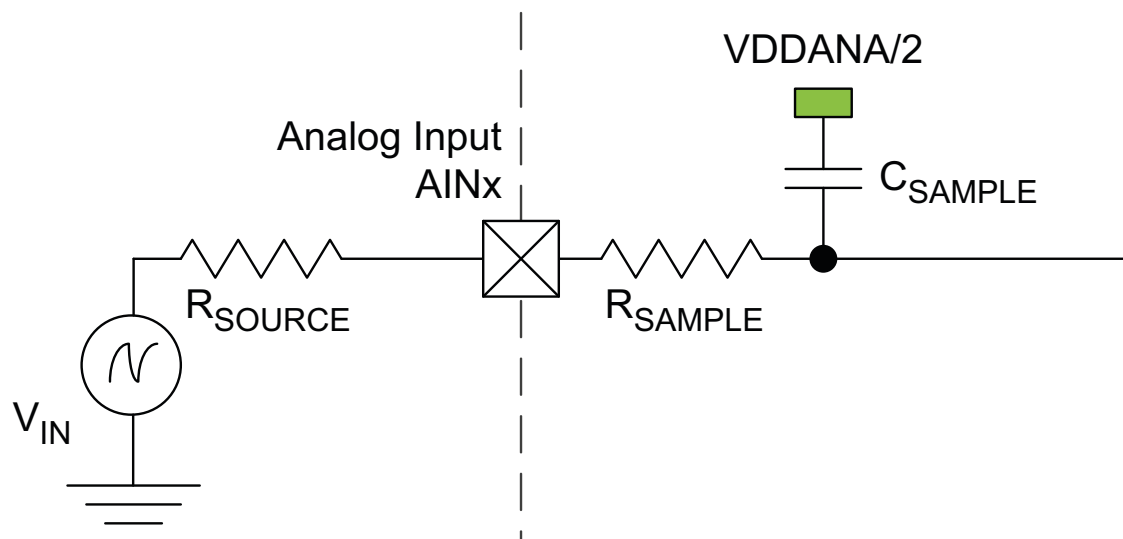 VDDANA/2
Analog Input
AINx
CSAMPLE
RSOURCE
RSAMPLE
VIN